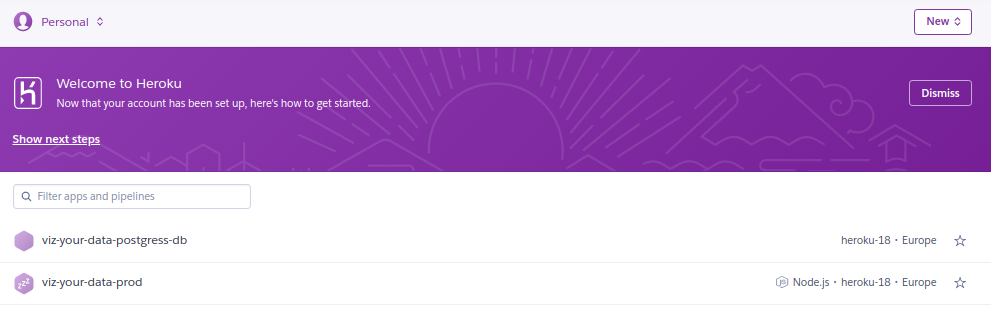 Personal
New
Welcome to Heroku
Now that your account has been set up, here's how to get started.
Dismiss
Show next steps
Filter apps and pipelines
viz-your-data-postgress-db
heroku-18 · Europe
zzz
viz-your-data-prod
JS Node.js · heroku-18 · Europe